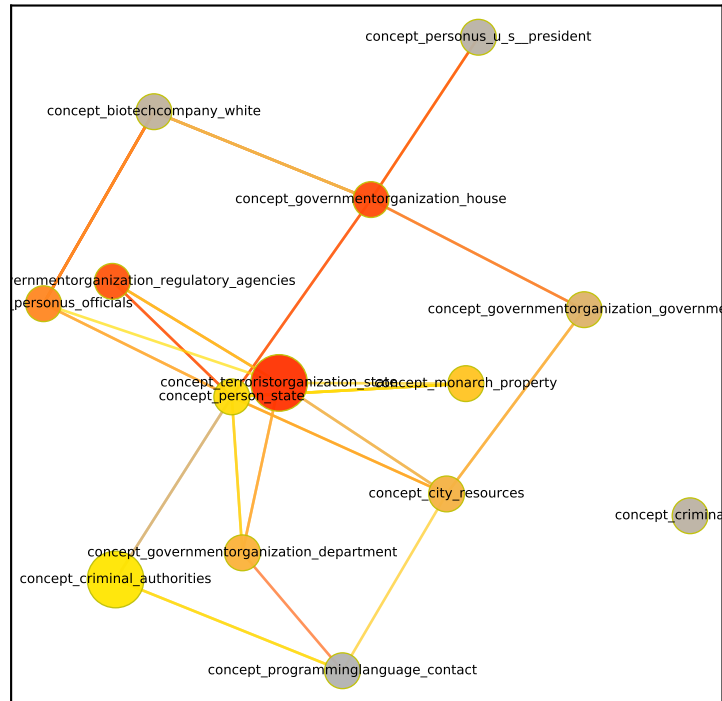 concept_personus_u_s__president
concept_biotechcompany_white
concept_governmentorganization_house
ernmentorganization_regulatory_agencies
_personus_officials
concept_governmentorganization_governme
concept_terroristorganization_state
concept_monarch_property
concept_person_state
concept_city_resources
concept_crimina
concept_governmentorganization_department
concept_criminal_authorities
concept_programminglanguage_contact